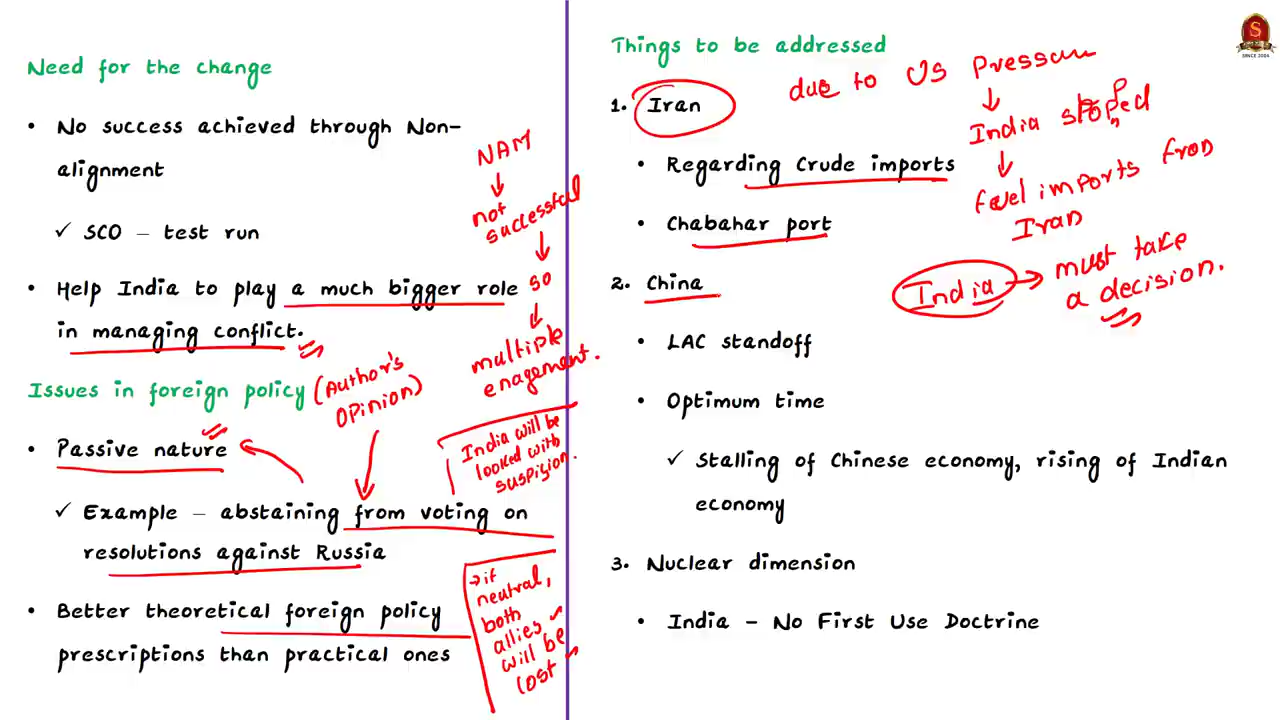 Need for the change
• No success achieved through Non-
alignment
✓ SCO – test run
• Help India to play a much bigger role
in managing conflict.
NAM
↓
not
successful
↓
so
↓
multiple
enagement.
Issues in foreign policy
(Author's
Opinion)
• Passive nature
✓ Example – abstaining from voting on
resolutions against Russia
India will be
looked with
suspizion.
• Better theoretical foreign policy
prescriptions than practical ones
→ if
neutral,
both
allies
will be
lost
Things to be addressed
1. Iran
• Regarding Crude imports
• Chabahar port
due to US Pressure
↓
India stopped
↓
imports from
Iran
India → must take
a decision.
2. China
• LAC standoff
• Optimum time
✓ Stalling of Chinese economy, rising of Indian
economy
3. Nuclear dimension
• India – No First Use Doctrine
S
SINCE 2004